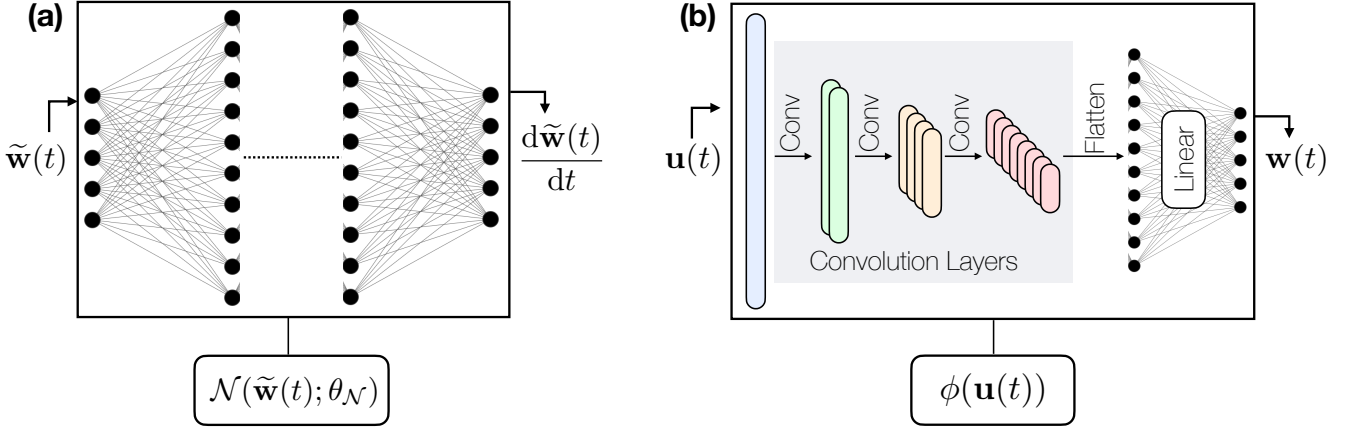 (a)
w̃(t)
dw̃(t)
dt
𝒩(w̃(t); θ_𝒩)
(b)
u(t)
Conv
Conv
Conv
Flatten
Linear
Convolution Layers
w(t)
ϕ(u(t))